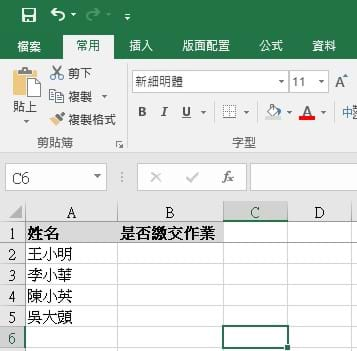 檔案 常用 插入 版面配置 公式 資料
貼上
剪下
複製
複製格式
剪貼簿
新細明體 11 A
B I U A
字型
C6 fx
A B C D
1 姓名 是否繳交作業
2 王小明
3 李小華
4 陳小英
5 吳大頭
6